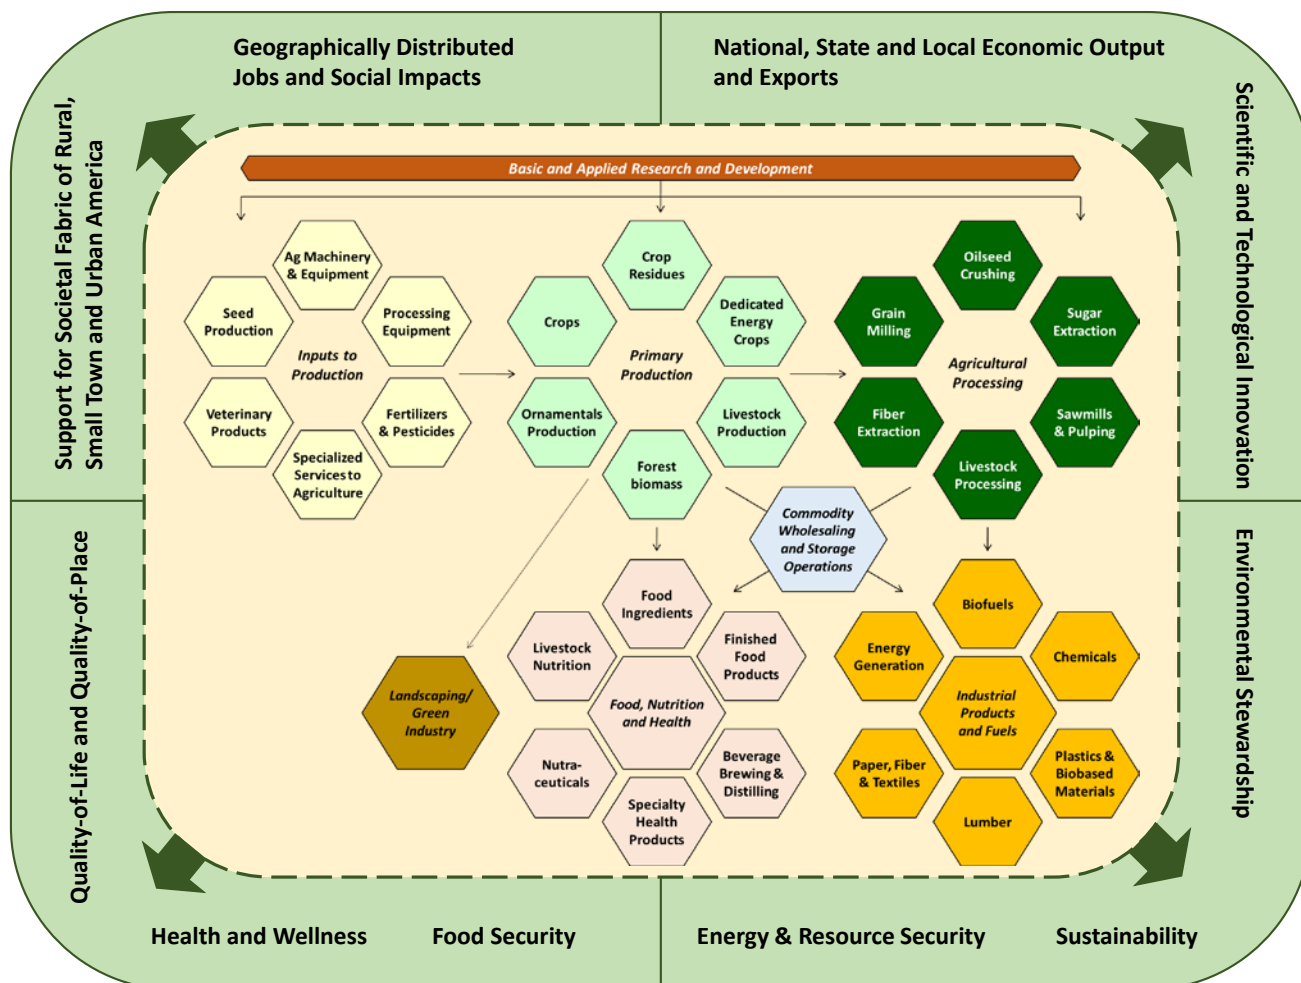 Geographically Distributed
Jobs and Social Impacts
National, State and Local Economic Output
and Exports
Support for Societal Fabric of Rural,
Small Town and Urban America
Scientific and Technological Innovation
Basic and Applied Research and Development
Ag Machinery
& Equipment
Seed
Production
Processing
Equipment
Inputs to
Production
Veterinary
Products
Fertilizers
& Pesticides
Specialized
Services to
Agriculture
Crop
Residues
Crops
Dedicated
Energy
Crops
Primary
Production
Ornamentals
Production
Livestock
Production
Forest
biomass
Oilseed
Crushing
Grain
Milling
Sugar
Extraction
Agricultural
Processing
Fiber
Extraction
Sawmills
& Pulping
Livestock
Processing
Commodity
Wholesaling
and Storage
Operations
Landscaping/
Green
Industry
Food
Ingredients
Livestock
Nutrition
Finished
Food
Products
Food, Nutrition
and Health
Nutra-
ceuticals
Beverage
Brewing &
Distilling
Specialty
Health
Products
Biofuels
Energy
Generation
Chemicals
Industrial
Products
and Fuels
Paper, Fiber
& Textiles
Plastics &
Biobased
Materials
Lumber
Quality-of-Life and Quality-of-Place
Environmental Stewardship
Health and Wellness
Food Security
Energy & Resource Security
Sustainability